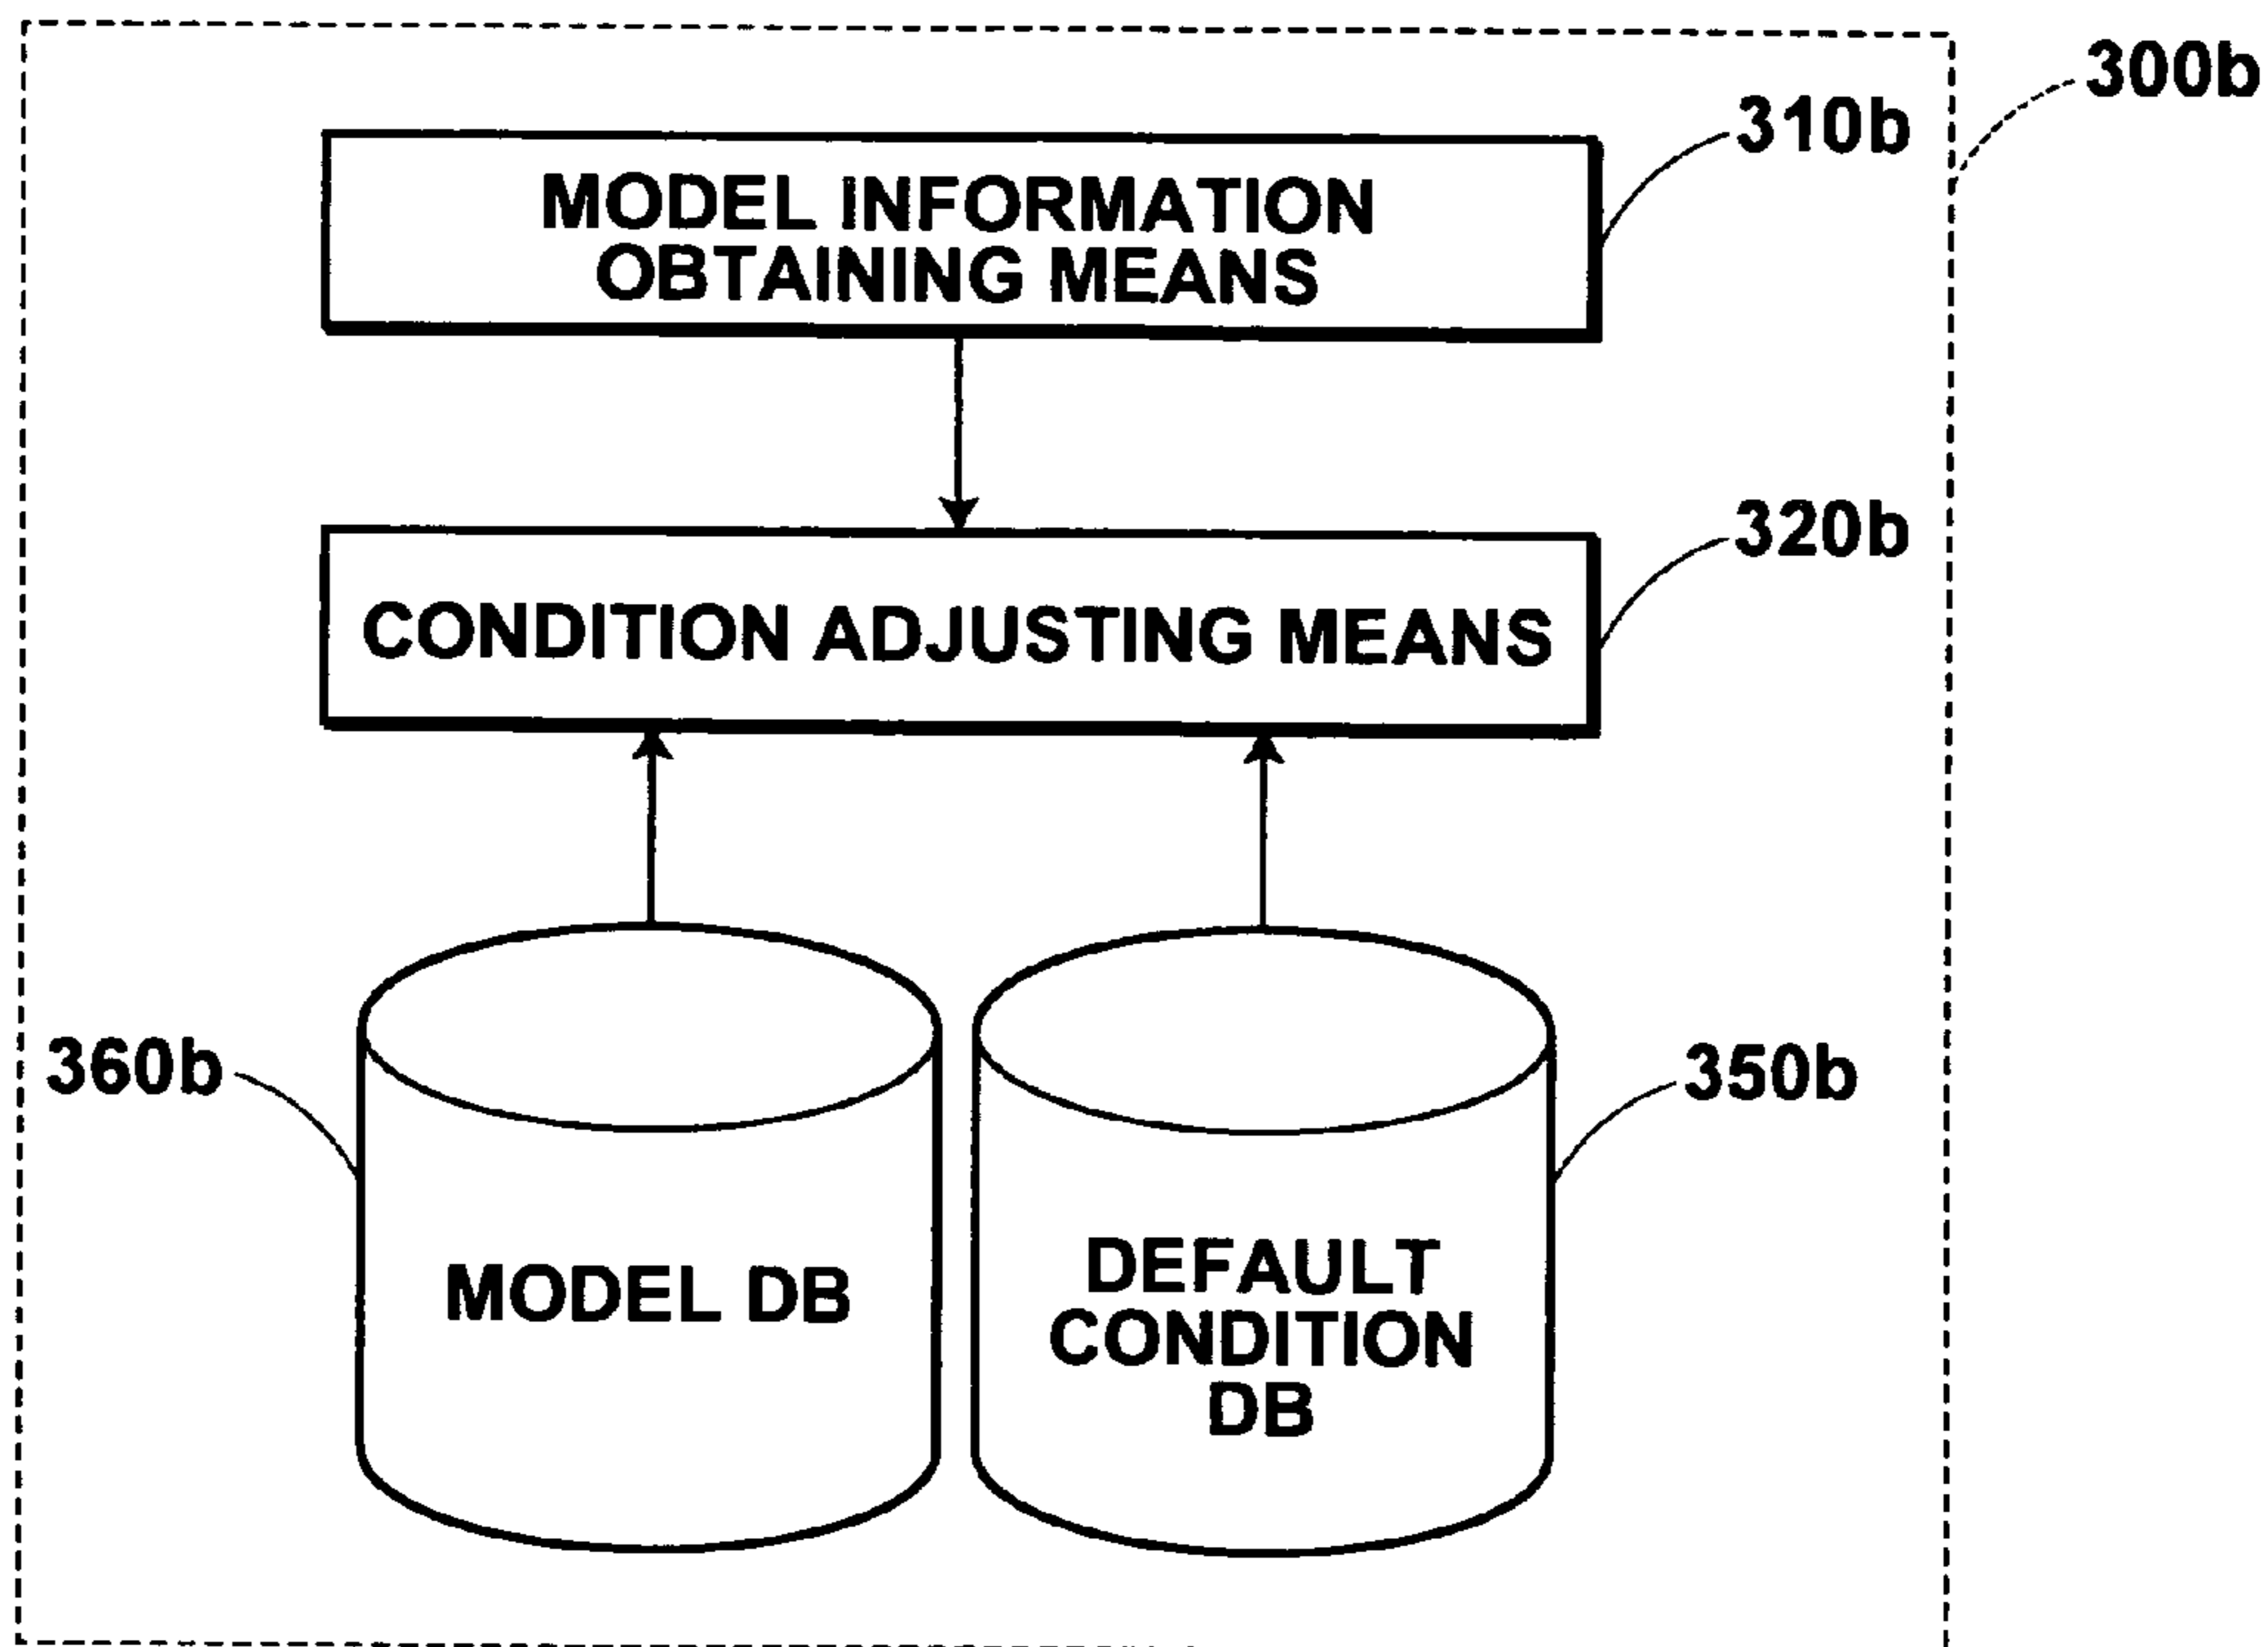 300b
310b
MODEL INFORMATION
OBTAINING MEANS
320b
CONDITION ADJUSTING MEANS
360b
350b
MODEL DB
DEFAULT
CONDITION
DB